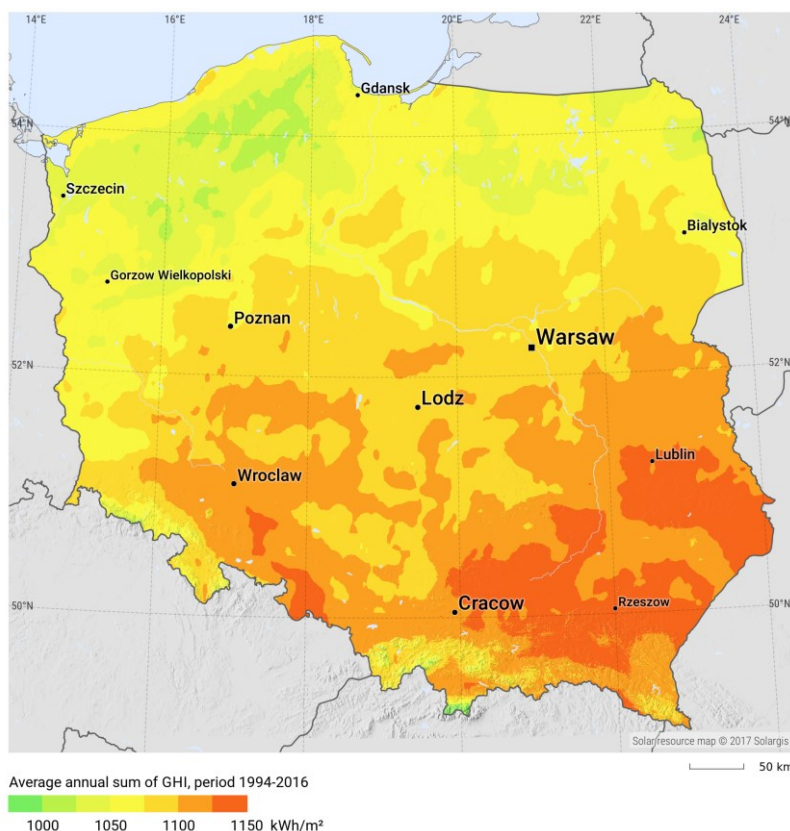 14°E 16°E 18°E 20°E 22°E 24°E
Gdansk
54°N 54°N
Szczecin
Bialystok
Gorzow Wielkopolski
Poznan
Warsaw
52°N 52°N
Lodz
Lublin
Wroclaw
50°N Cracow Rzeszow 50°N
Solar resource map © 2017 Solargis
50 km
Average annual sum of GHI, period 1994-2016
1000 1050 1100 1150 kWh/m²